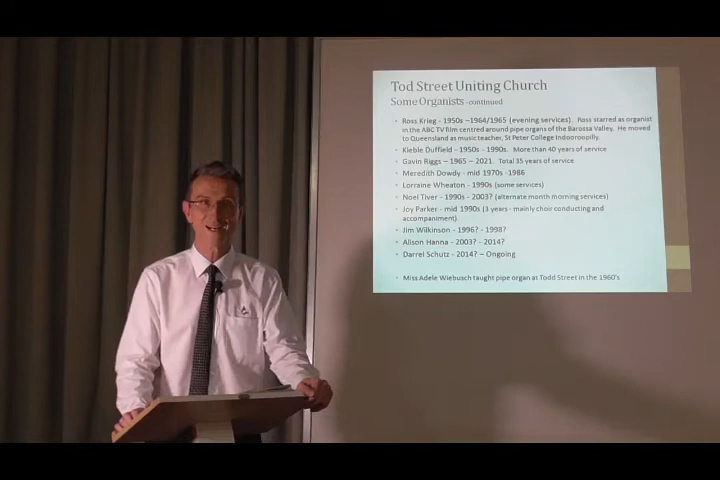 Tod Street Uniting Church
Some Organists -continued
• Ross Krieg - 1950s –1964/1965 (evening services). Ross starred as organist
in the ABC TV film centred around pipe organs of the Barossa Valley. He moved
to Queensland as music teacher, St Peter College Indooroopilly.
• Kleble Duffield - 1950s - 1990s. More than 40 years of service
• Gavin Riggs – 1965 – 2021. Total 35 years of service
• Meredith Dowdy – mid 1970s -1986
• Lorraine Wheaton - 1990s (some services)
• Noel Tiver - 1990s - 2003? (alternate month morning services)
• Joy Parker - mid 1990s (3 years - mainly choir conducting and
accompaniment)
• Jim Wilkinson - 1996? - 1998?
• Alison Hanna - 2003? - 2014?
• Darrel Schutz - 2014? – Ongoing
• Miss Adele Wiebusch taught pipe organ at Todd Street in the 1960's